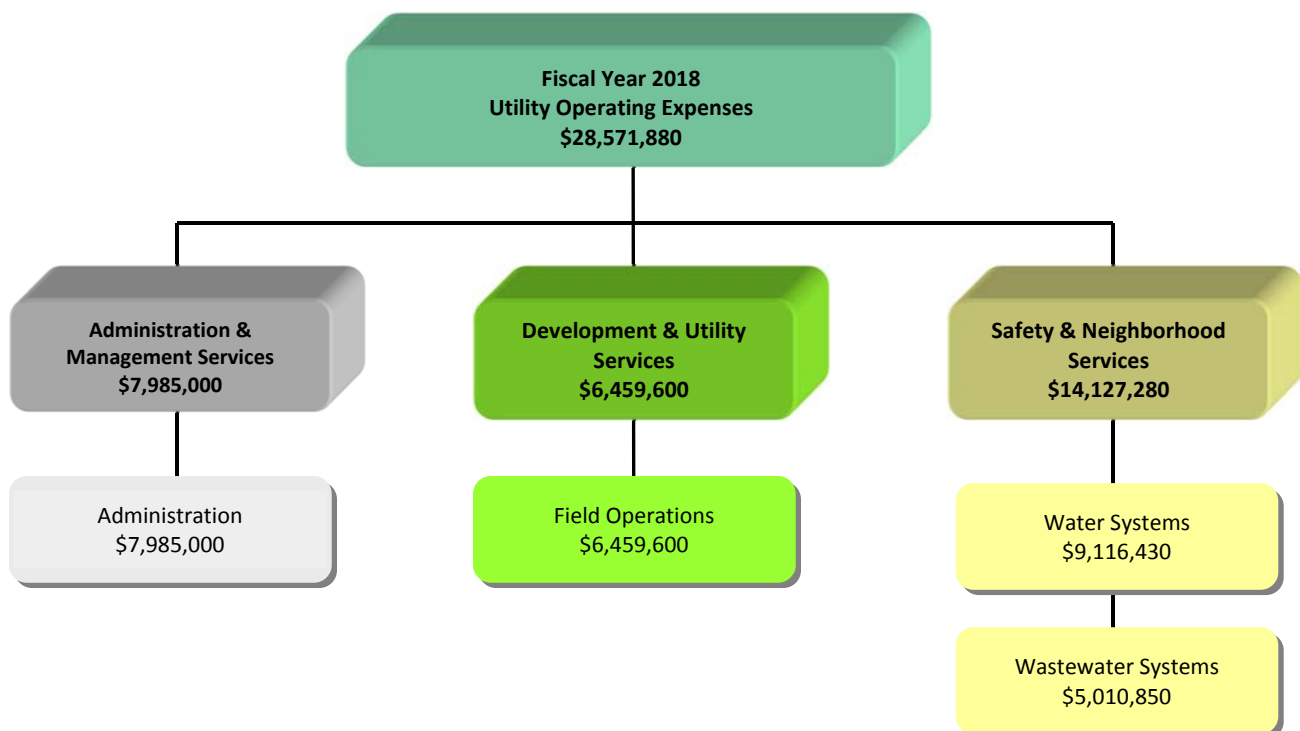 Fiscal Year 2018
Utility Operating Expenses
$28,571,880
Administration &
Management Services
$7,985,000
Development & Utility
Services
$6,459,600
Safety & Neighborhood
Services
$14,127,280
Administration
$7,985,000
Field Operations
$6,459,600
Water Systems
$9,116,430
Wastewater Systems
$5,010,850